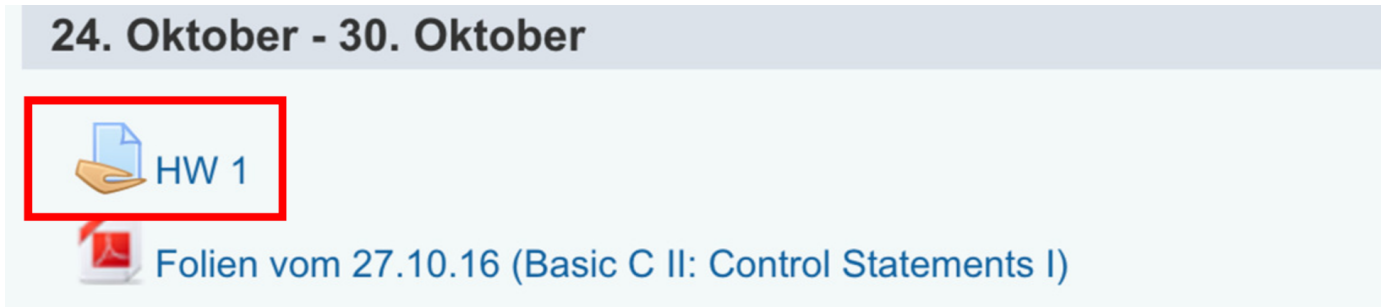 24. Oktober - 30. Oktober
HW 1
Folien vom 27.10.16 (Basic C II: Control Statements I)